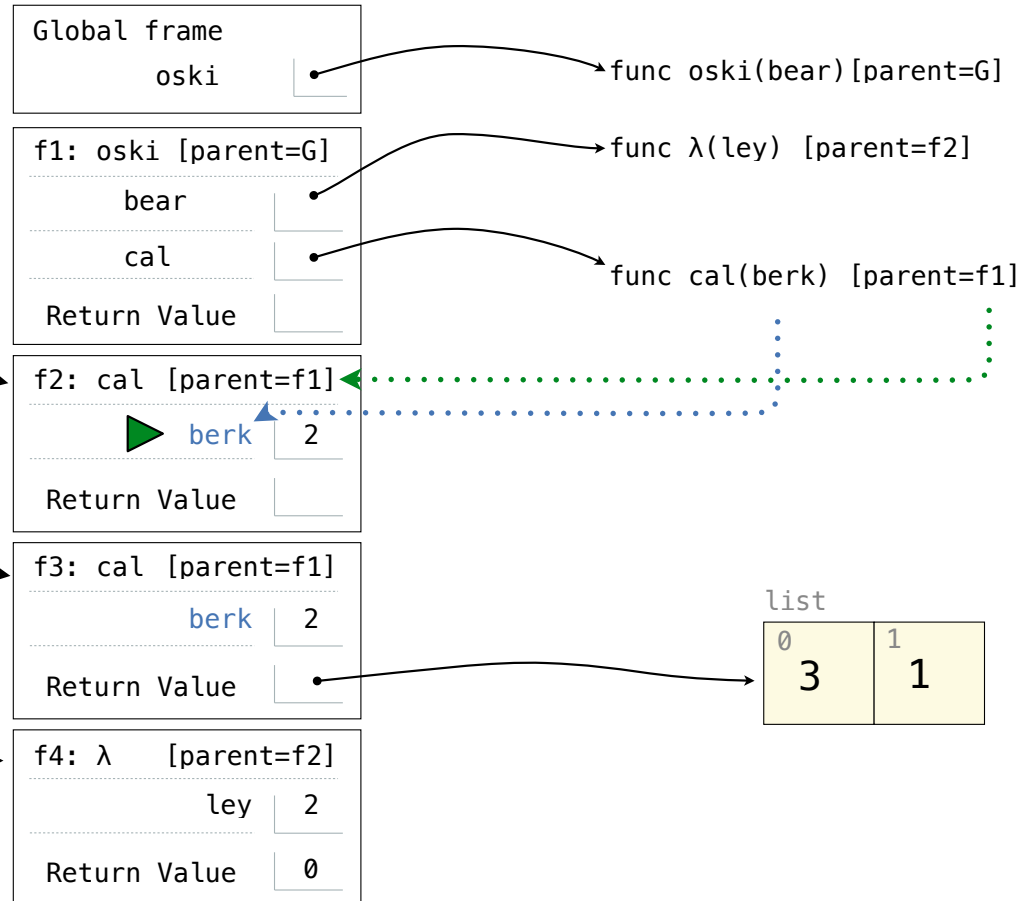 Global frame
oski
func oski(bear)[parent=G]
f1: oski [parent=G]
func λ(ley) [parent=f2]
bear
cal
func cal(berk) [parent=f1]
Return Value
f2: cal [parent=f1]
berk 2
Return Value
f3: cal [parent=f1]
list
berk 2
0 1
3 1
Return Value
f4: λ [parent=f2]
ley 2
Return Value 0